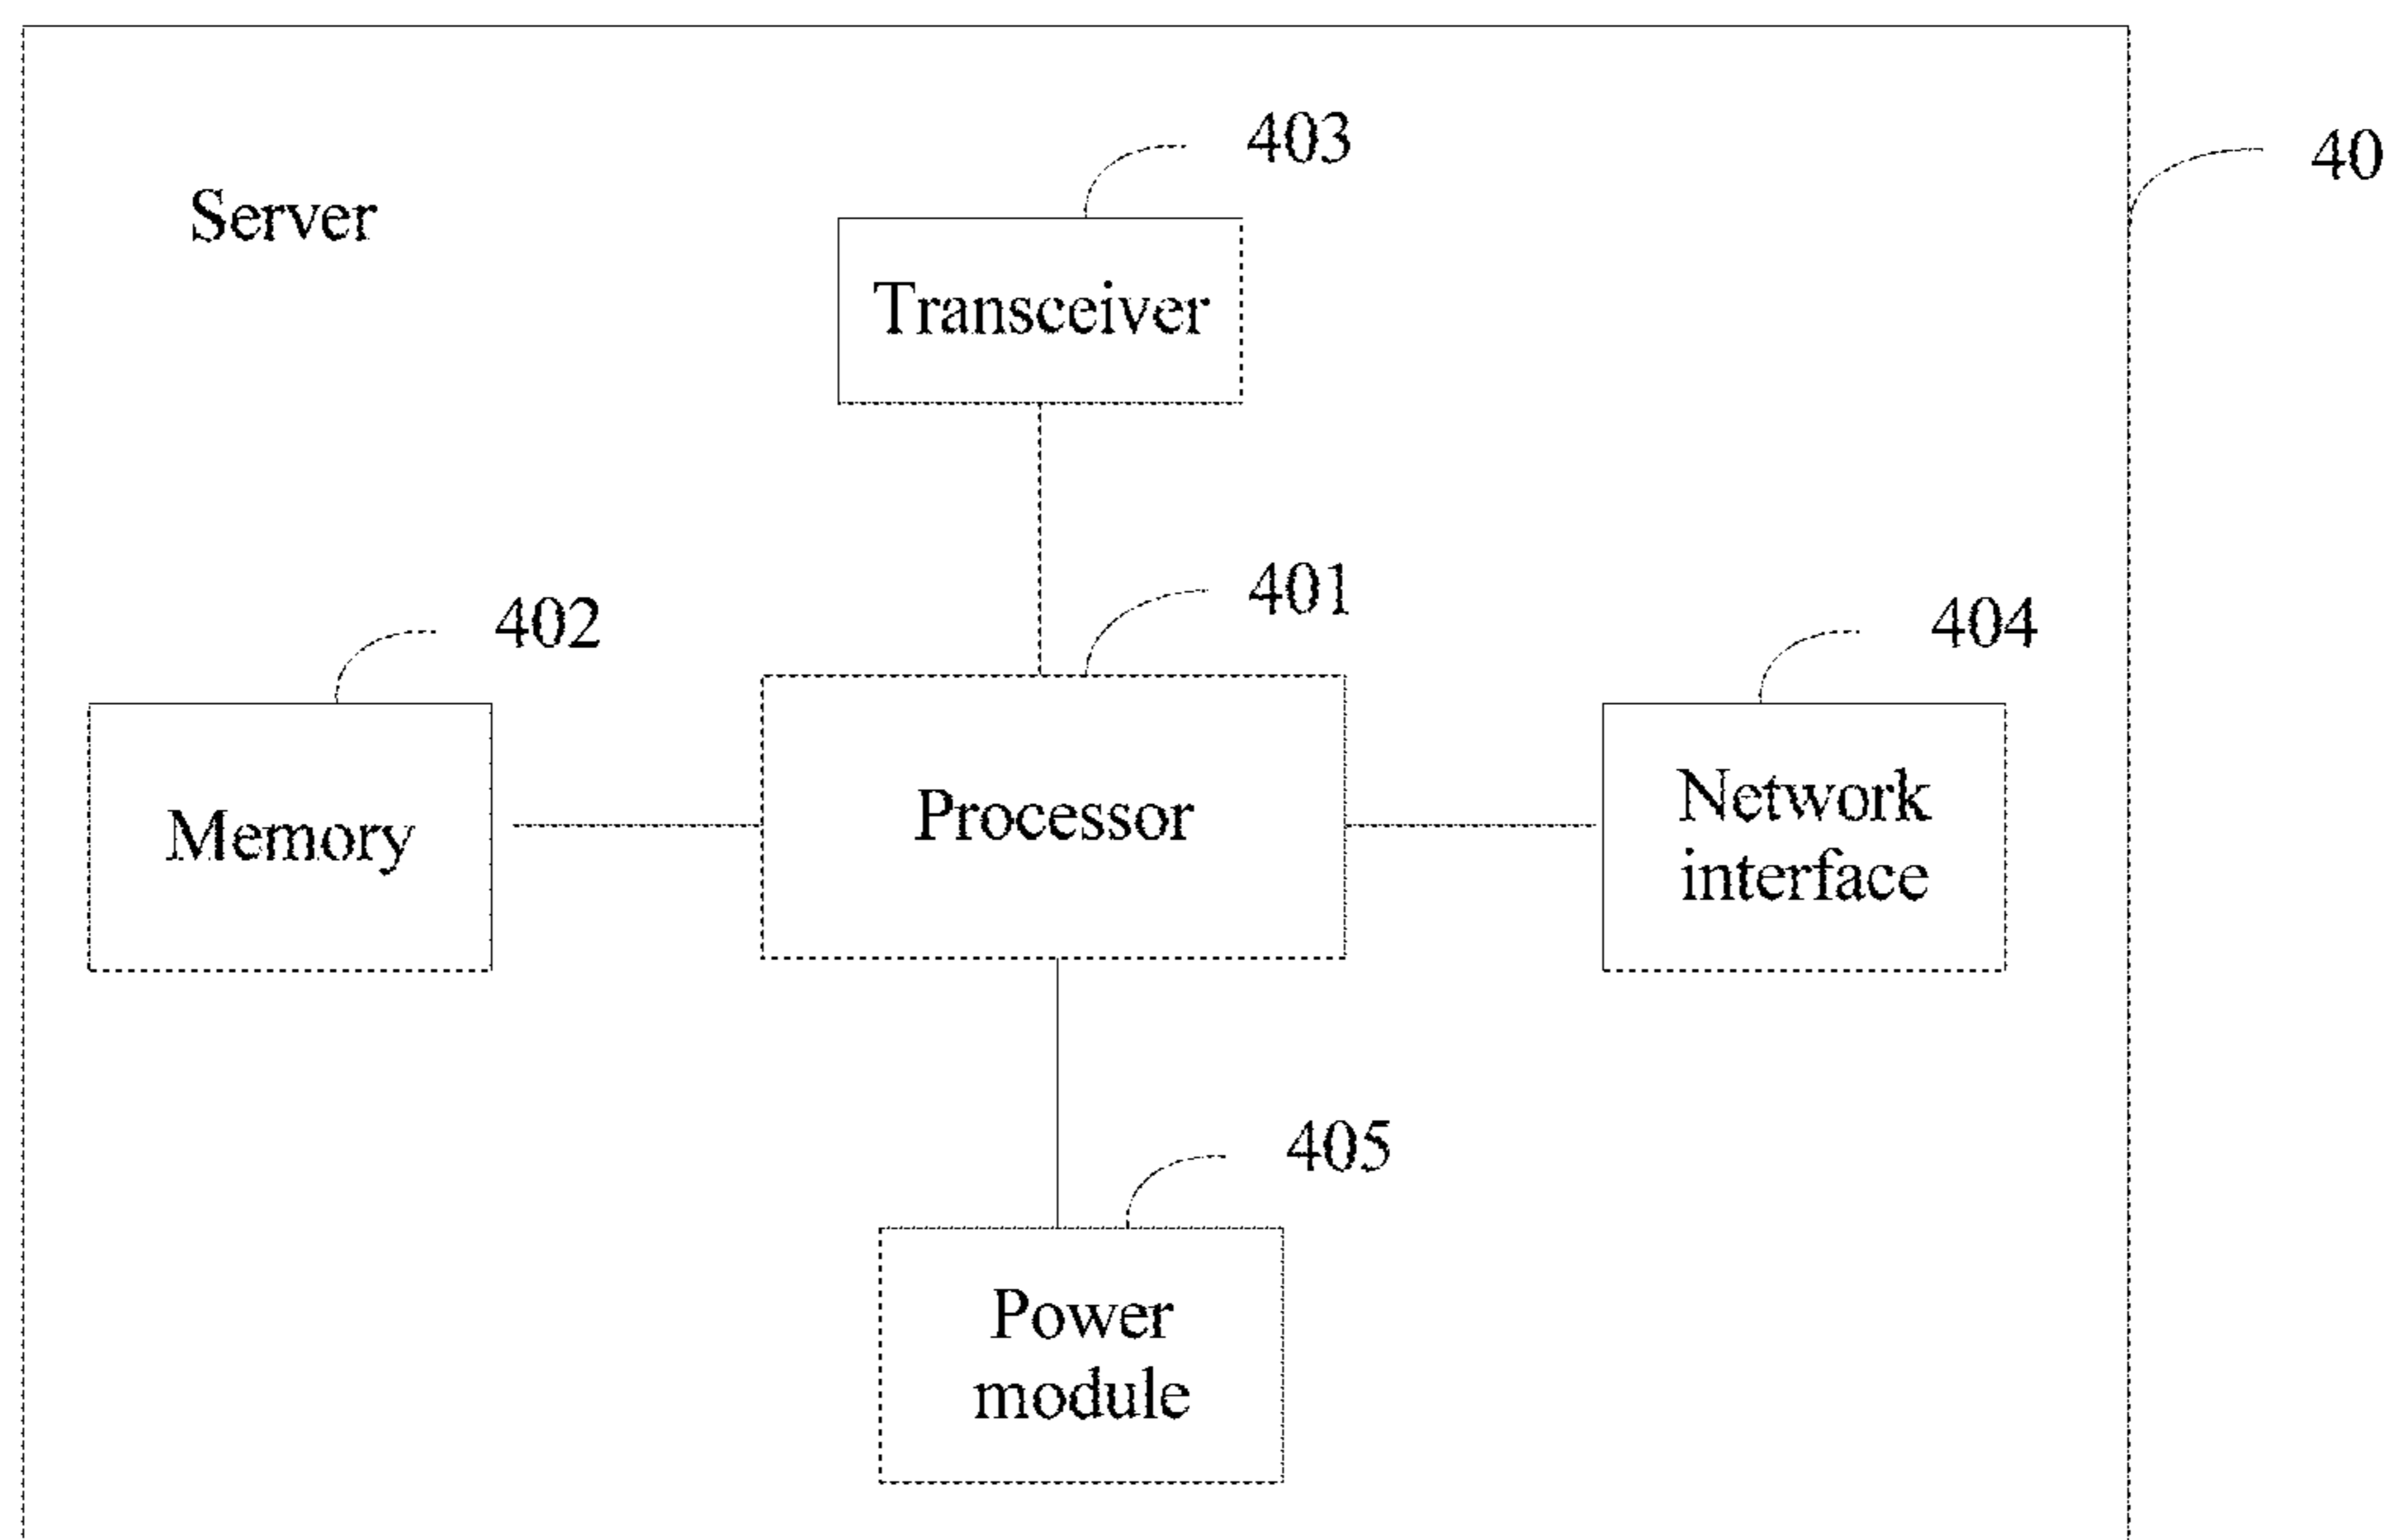 403
40
Server
Transceiver
401
402
404
Processor
Network
interface
Memory
405
Power
module